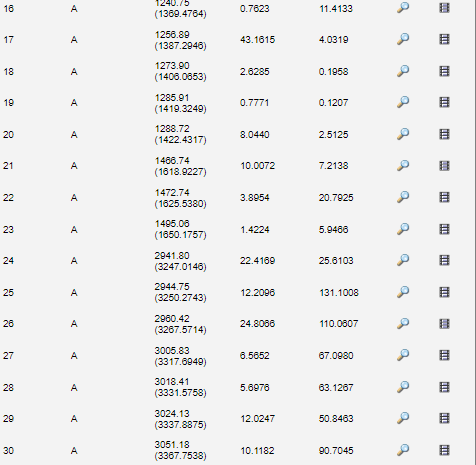 16 A 1240.75 0.7623 11.4133
(1369.4764)
17 A 1256.89 43.1615 4.0319
(1387.2946)
18 A 1273.90 2.6285 0.1958
(1406.0653)
19 A 1285.91 0.7771 0.1207
(1419.3249)
20 A 1288.72 8.0440 2.5125
(1422.4317)
21 A 1466.74 10.0072 7.2138
(1618.9227)
22 A 1472.74 3.8954 20.7925
(1625.5380)
23 A 1495.06 1.4224 5.9466
(1650.1757)
24 A 2941.80 22.4169 25.6103
(3247.0146)
25 A 2944.75 12.2096 131.1008
(3250.2743)
26 A 2960.42 24.8066 110.0607
(3267.5714)
27 A 3005.83 6.5652 67.0980
(3317.6949)
28 A 3018.41 5.6976 63.1267
(3331.5758)
29 A 3024.13 12.0247 50.8463
(3337.8875)
30 A 3051.18 10.1182 90.7045
(3367.7538)